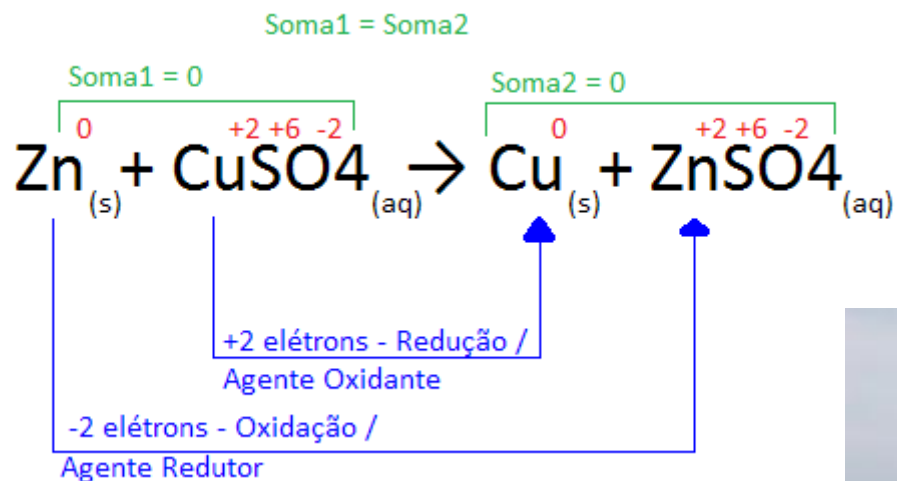 Soma1 = Soma2
Soma1 = 0
Soma2 = 0
0 +2 +6 -2 0 +2 +6 -2
Zn(s) + CuSO4(aq) → Cu(s) + ZnSO4(aq)
+2 elétrons - Redução /
Agente Oxidante
-2 elétrons - Oxidação /
Agente Redutor